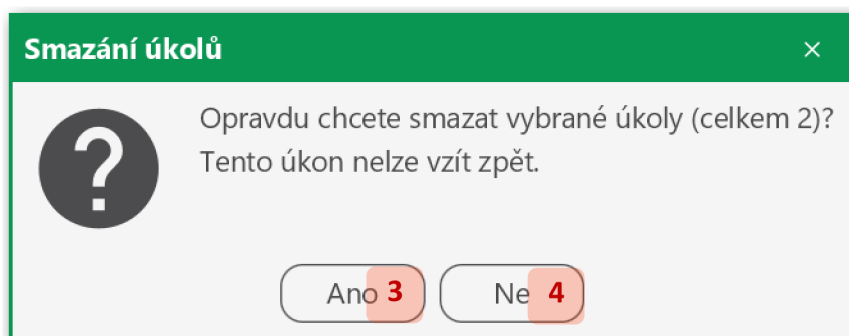 Smazání úkolů ×
Opravdu chcete smazat vybrané úkoly (celkem 2)?
Tento úkon nelze vzít zpět.
Ano 3 Ne 4